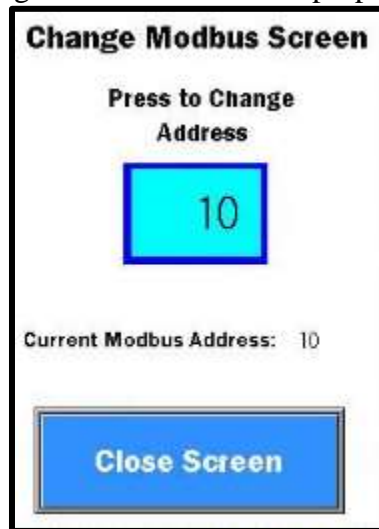 Change Modbus Screen
Press to Change
Address
10
Current Modbus Address: 10
Close Screen